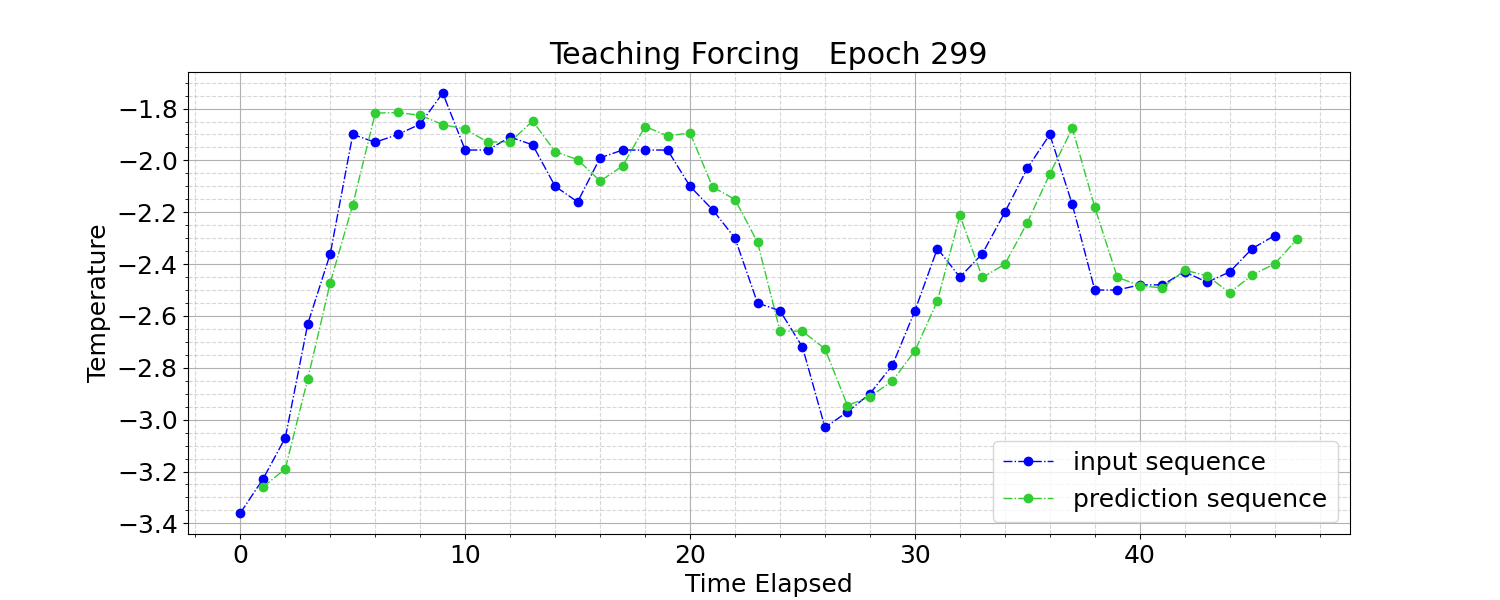 Teaching Forcing   Epoch 299
−1.8
−2.0
−2.2
−2.4
−2.6
−2.8
−3.0
−3.2
−3.4
Temperature
input sequence
prediction sequence
0 10 20 30 40
Time Elapsed